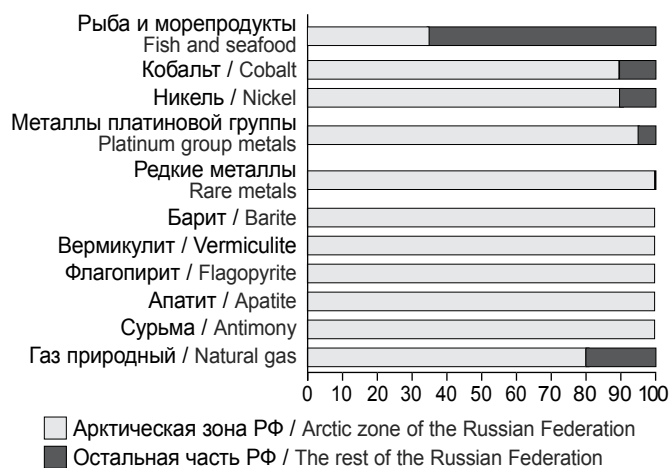 Рыба и морепродукты
Fish and seafood
Кобальт / Cobalt
Никель / Nickel
Металлы платиновой группы
Platinum group metals
Редкие металлы
Rare metals
Барит / Barite
Вермикулит / Vermiculite
Флагопирит / Flagopyrite
Апатит / Apatite
Сурьма / Antimony
Газ природный / Natural gas
0 10 20 30 40 50 60 70 80 90 100
Арктическая зона РФ / Arctic zone of the Russian Federation
Остальная часть РФ / The rest of the Russian Federation